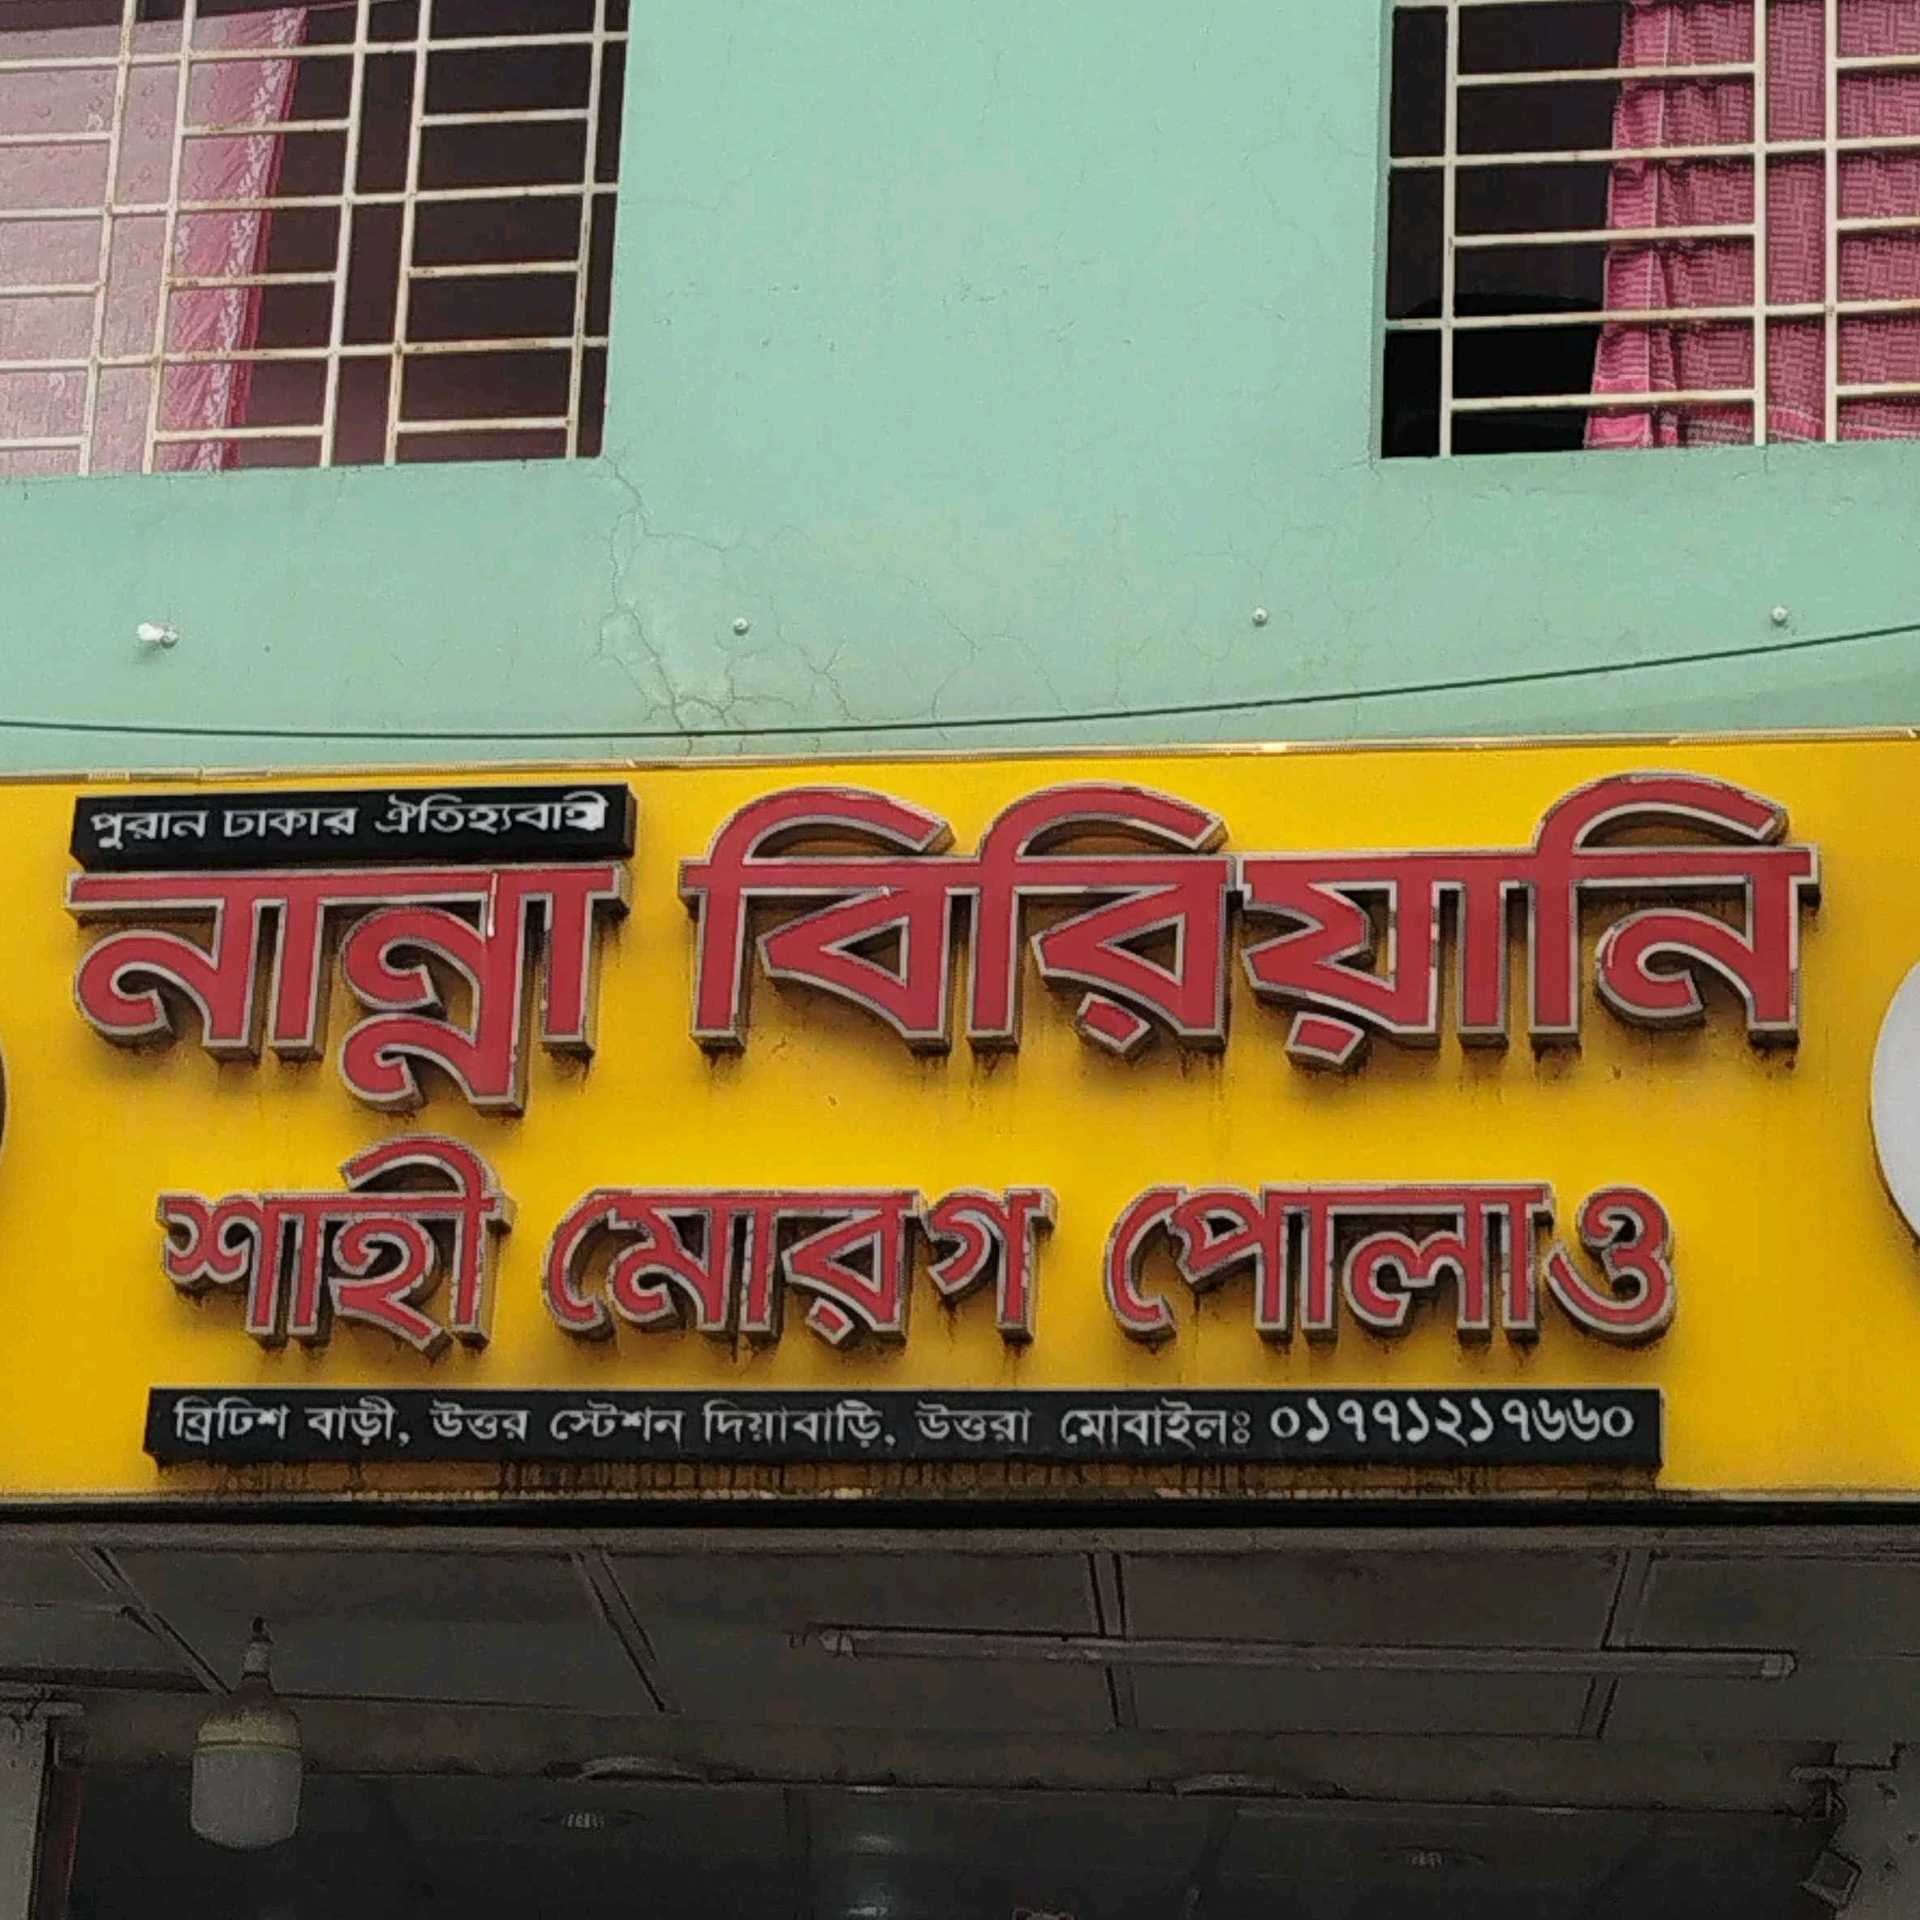 পুরান ঢাকার ঐতিহ্যবাহী
নান্না বিরিয়ানি
শাহী মোরগ পোলাও
ব্রিটিশ বাড়ী, উত্তর স্টেশন দিয়াবাড়ি, উত্তরা মোবাইলঃ ০১৭৭১২১৭৬৬০